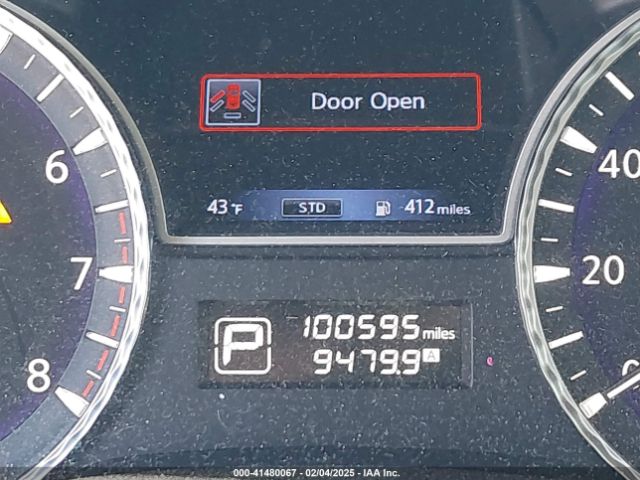 Door Open
43°F STD 412 miles
6
7
8
40
20
0
P
100595 miles
9479.9 A
000-41480067 - 02/04/2025 - IAA Inc.